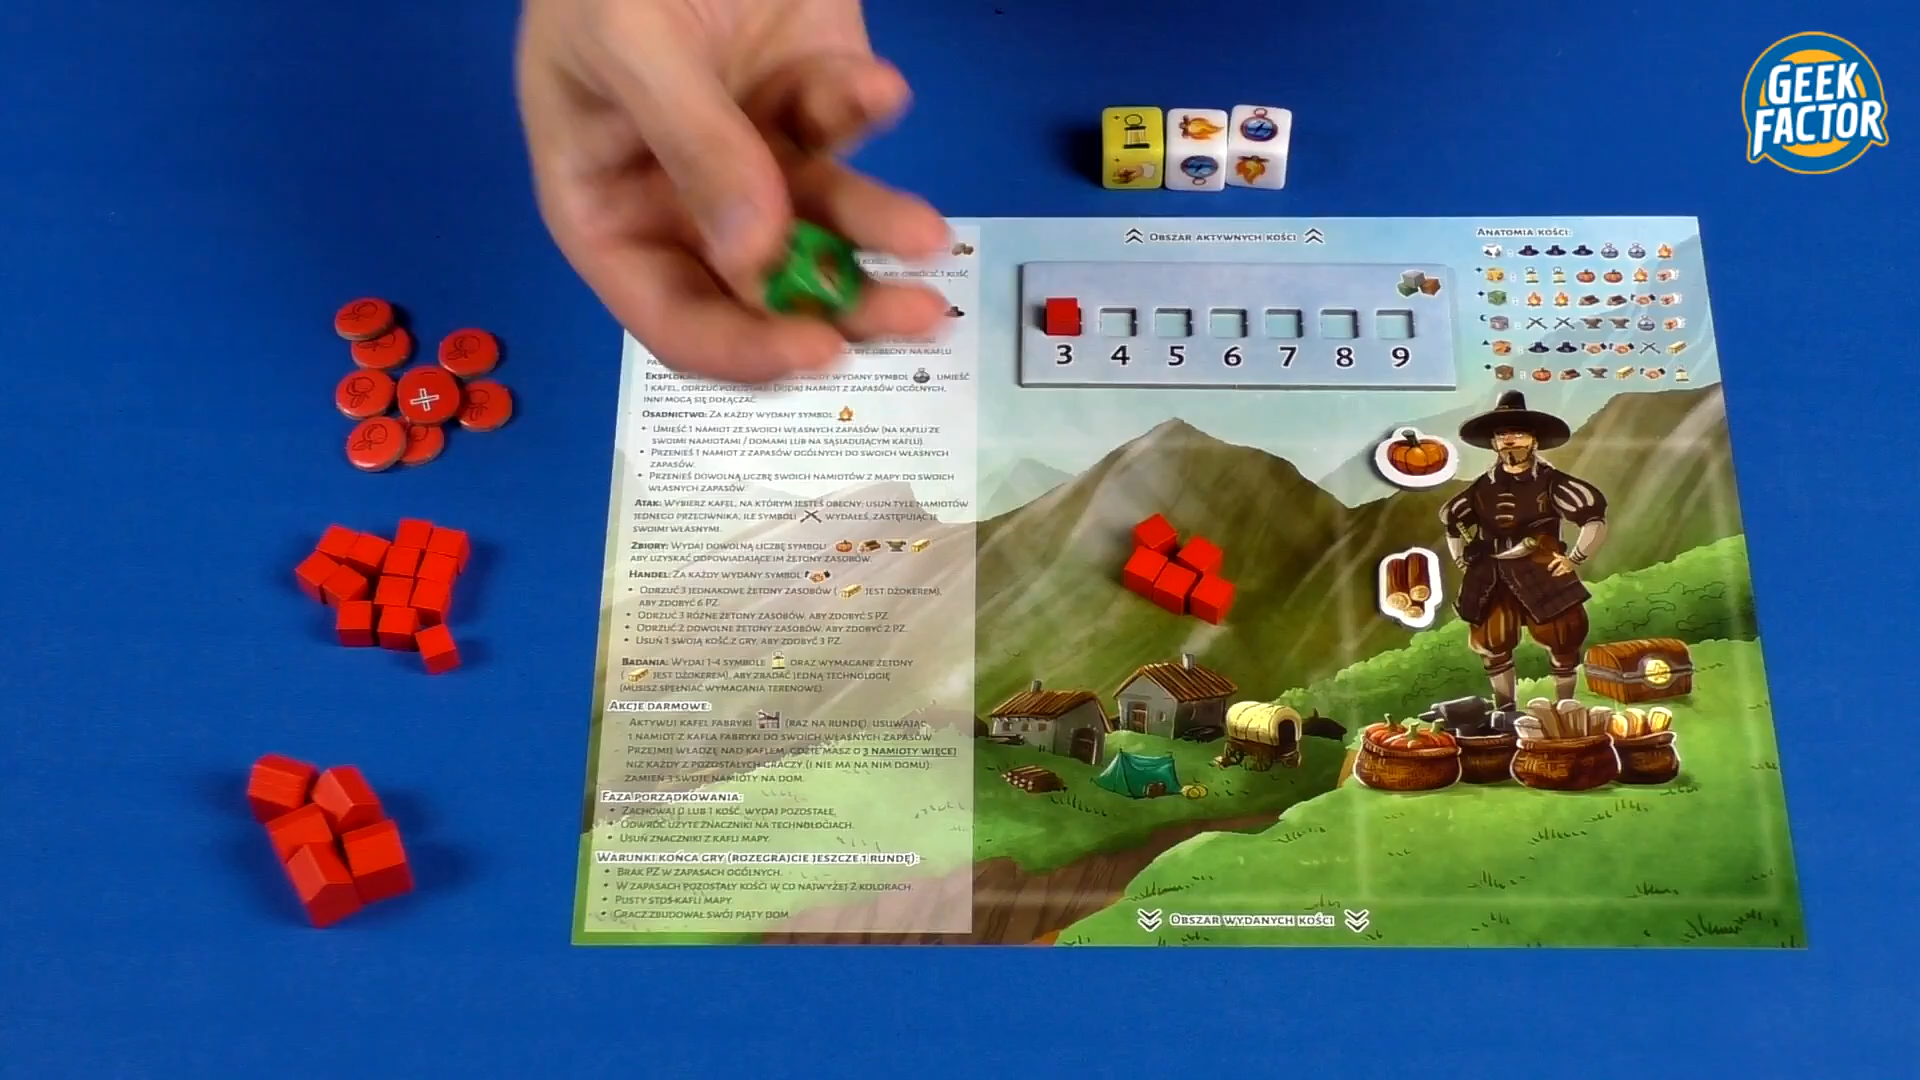 GEEK
FACTOR
Obszar aktywnych kości
Anatomia kości:
3 4 5 6 7 8 9
każdy wydany symbol , umieść
1 kafel, odrzuć pozostałe. Dodaj namiot z zapasów ogólnych,
inni mogą się dołączać.
Osadnictwo: Za każdy wydany symbol
• Umieść 1 namiot ze swoich własnych zapasów (na kaflu ze
swoimi namiotami / domami lub na sąsiadującym kaflu).
• Przenieś 1 namiot z zapasów ogólnych do swoich własnych
zapasów.
• Przenieś dowolną liczbę swoich namiotów z mapy do swoich
własnych zapasów.
Atak: Wybierz kafel, na którym jesteś obecny; usuń tyle namiotów
jednego przeciwnika, ile symboli wydałeś, zastępując je
swoimi własnymi.
Zbiory: Wydaj dowolną liczbę symboli
aby uzyskać odpowiadające im żetony zasobów.
Handel: Za każdy wydany symbol
• Odrzuć 3 jednakowe żetony zasobów ( jest dżokerem),
aby zdobyć 6 PZ.
• Odrzuć 3 różne żetony zasobów, aby zdobyć 5 PZ.
• Odrzuć 2 dowolne żetony zasobów, aby zdobyć 2 PZ.
• Usuń 1 swoją kość z gry, aby zdobyć 3 PZ.
Badania: Wydaj 1-4 symbole oraz wymagane żetony
( jest dżokerem), aby zbadać jedną technologię
(musisz spełniać wymagania terenowe).
Akcje darmowe:
– Aktywuj kafel fabryki (raz na rundę), usuwając
1 namiot z kafla fabryki do swoich własnych zapasów
– Przejmij władzę nad kaflem, gdzie masz o 3 namioty więcej
niż każdy z pozostałych graczy (i nie ma na nim domu):
zamień 3 swoje namioty na dom.
Faza porządkowania:
• Zachowaj 0 lub 1 kość, wydaj pozostałe.
• Odwróć użyte znaczniki na technologiach.
• Usuń znaczniki z kafli mapy.
Warunki końca gry (rozegrajcie jeszcze 1 rundę):
• Brak PZ w zapasach ogólnych.
• W zapasach pozostały kości w co najwyżej 2 kolorach.
• Pusty stos kafli mapy.
• Gracz zbudował swój piąty dom
Obszar wydanych kości